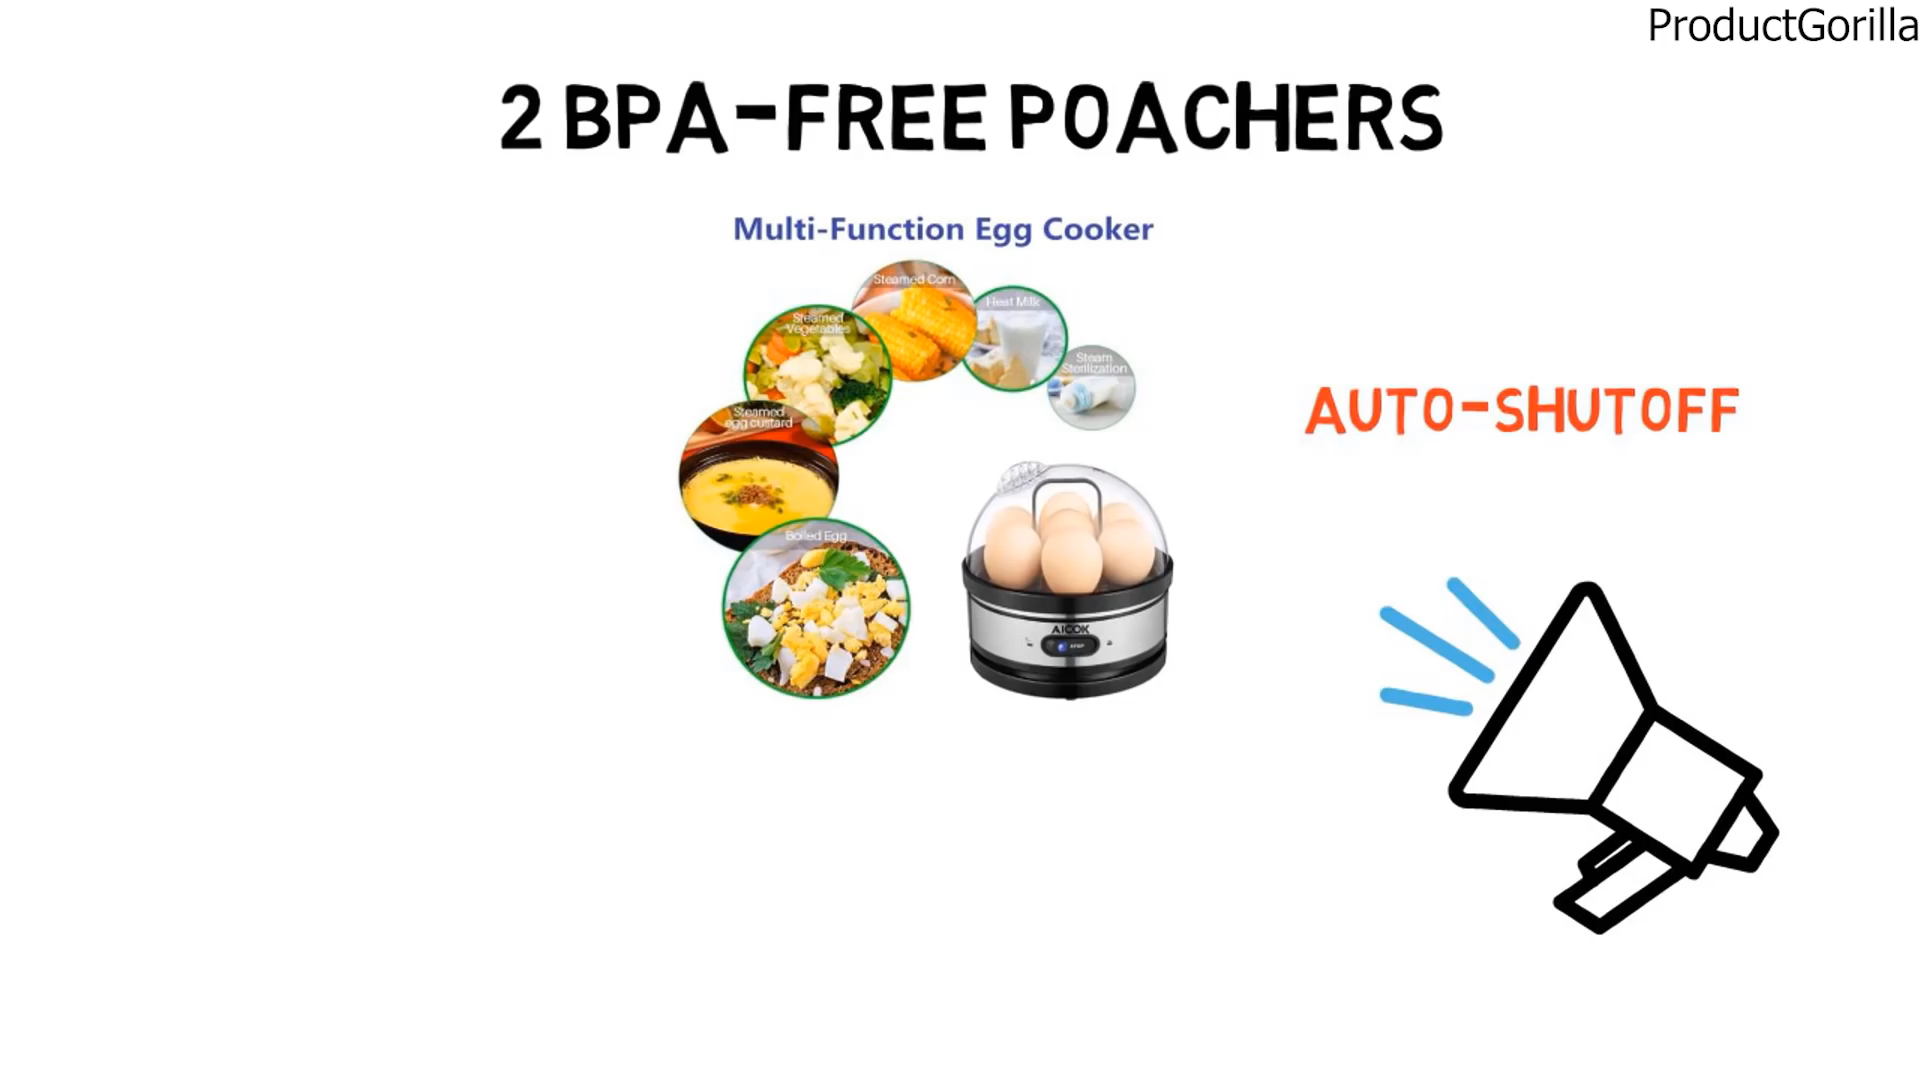 ProductGorilla
2 BPA-FREE POACHERS
Multi-Function Egg Cooker
Steamed Corn
Heat Milk
Steamed
Vegetables
Steam
Sterilization
AUTO-SHUTOFF
Steamed
egg custard
Boiled Egg
AICOK
STOP